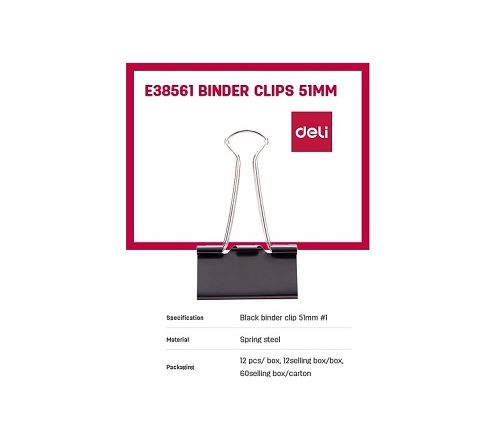 E38561 BINDER CLIPS 51MM
deli
Specification Black binder clip 51mm #1
Material Spring steel
Packaging 12 pcs/ box, 12selling box/box,
60selling box/carton